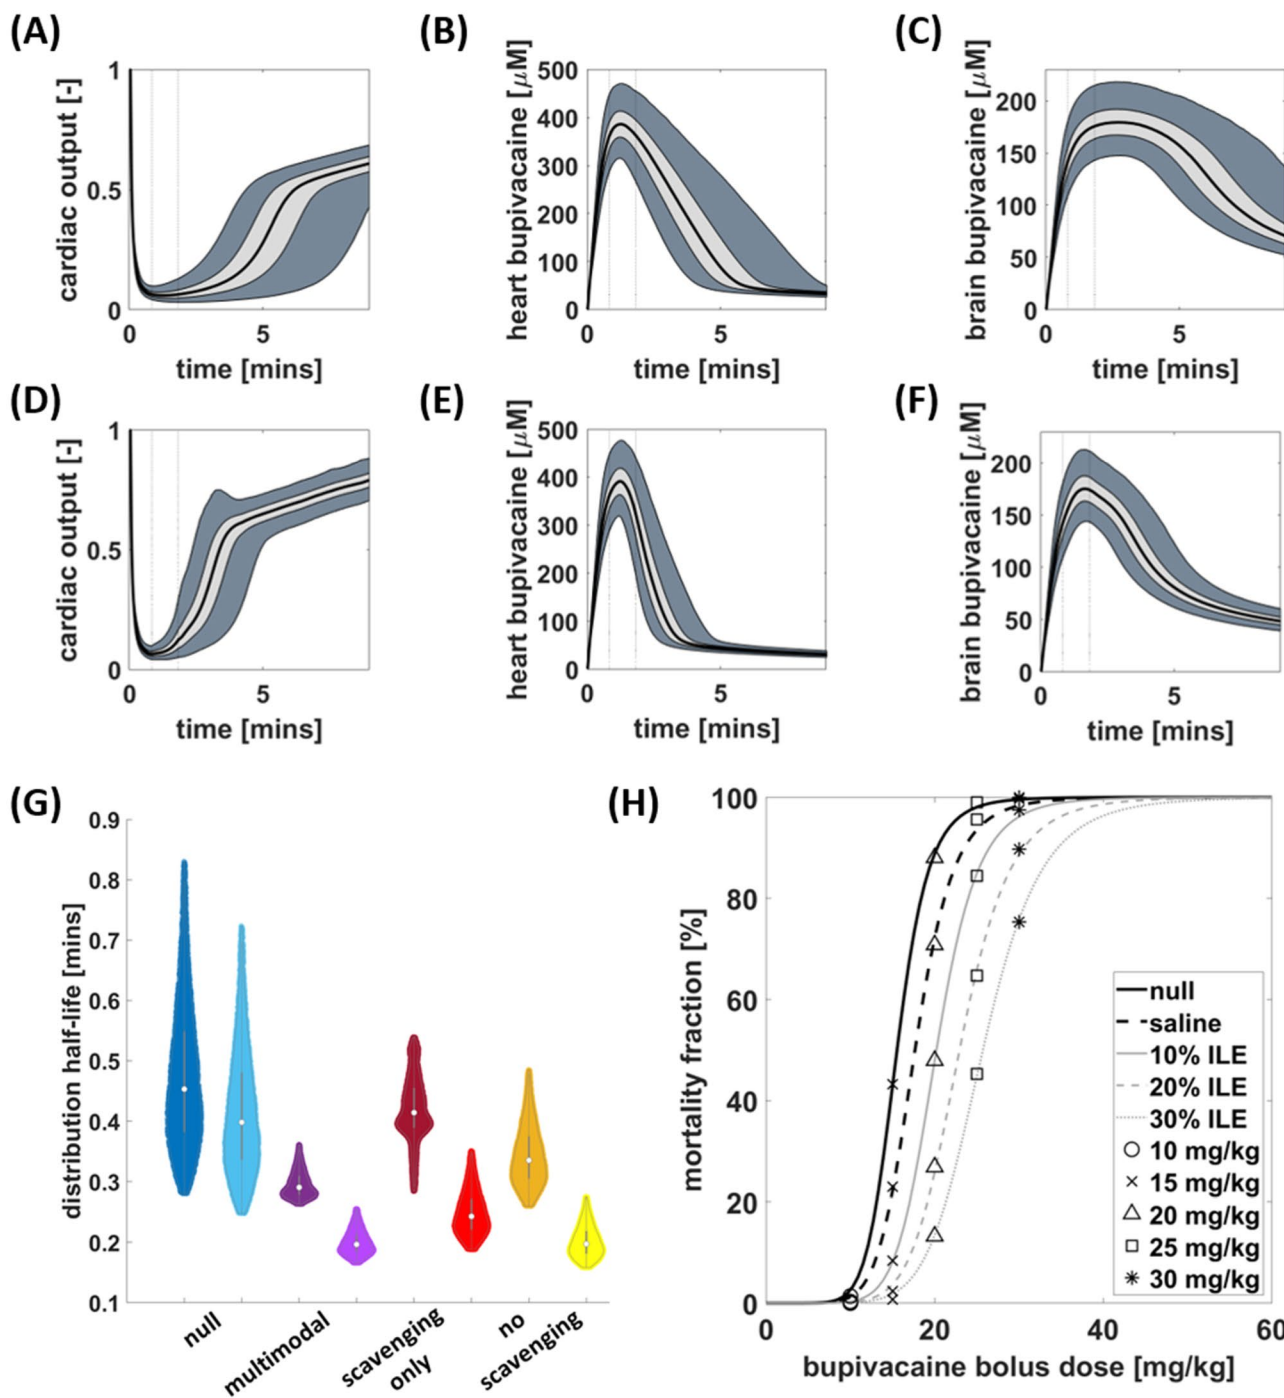 (A)
cardiac output [-]
1
0.5
0
0
5
time [mins]
(B)
heart bupivacaine [μM]
500
400
300
200
100
0
0
5
time [mins]
(C)
brain bupivacaine [μM]
200
150
100
50
0
0
5
time [mins]
(D)
cardiac output [-]
1
0.5
0
0
5
time [mins]
(E)
heart bupivacaine [μM]
500
400
300
200
100
0
0
5
time [mins]
(F)
brain bupivacaine [μM]
200
150
100
50
0
0
5
time [mins]
(G)
distribution half-life [mins]
0.9
0.8
0.7
0.6
0.5
0.4
0.3
0.2
0.1
null
multimodal
scavenging
only
no
scavenging
(H)
mortality fraction [%]
100
80
60
40
20
0
0
20
40
60
bupivacaine bolus dose [mg/kg]
null
saline
10% ILE
20% ILE
30% ILE
10 mg/kg
15 mg/kg
20 mg/kg
25 mg/kg
30 mg/kg